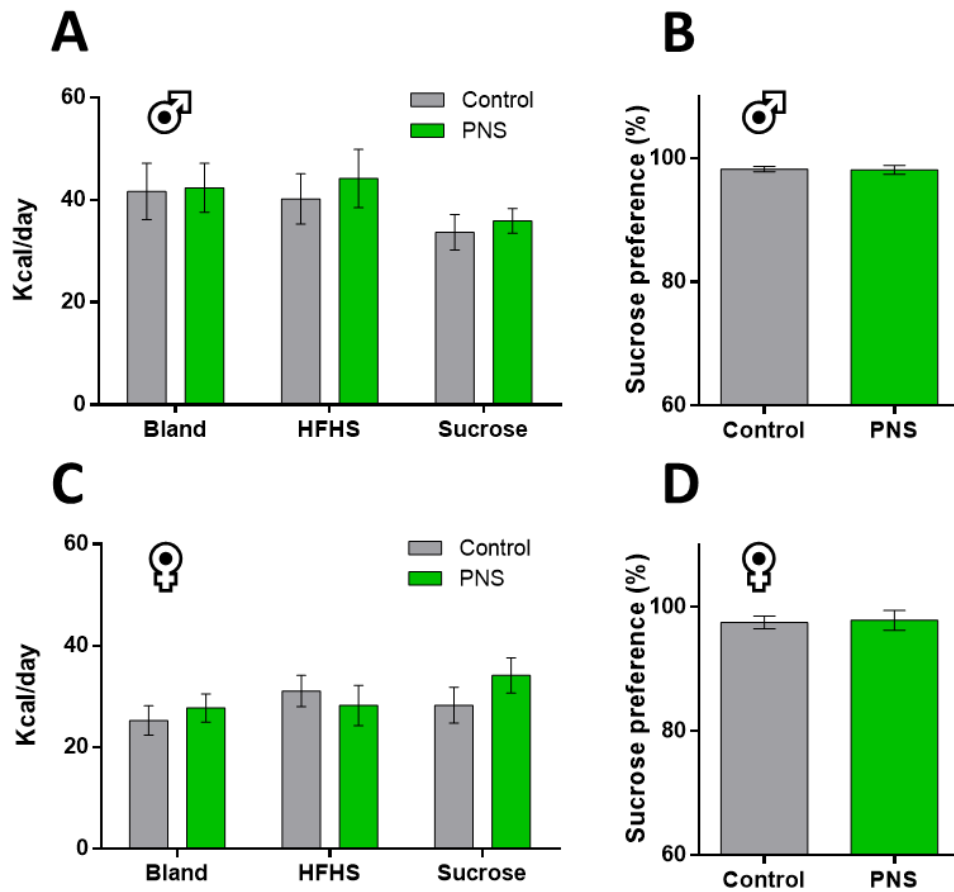 A
Kcal/day
60
40
20
0
Control
PNS
Bland HFHS Sucrose
B
Sucrose preference (%)
100
80
60
Control PNS
C
Kcal/day
60
40
20
0
Control
PNS
Bland HFHS Sucrose
D
Sucrose preference (%)
100
80
60
Control PNS